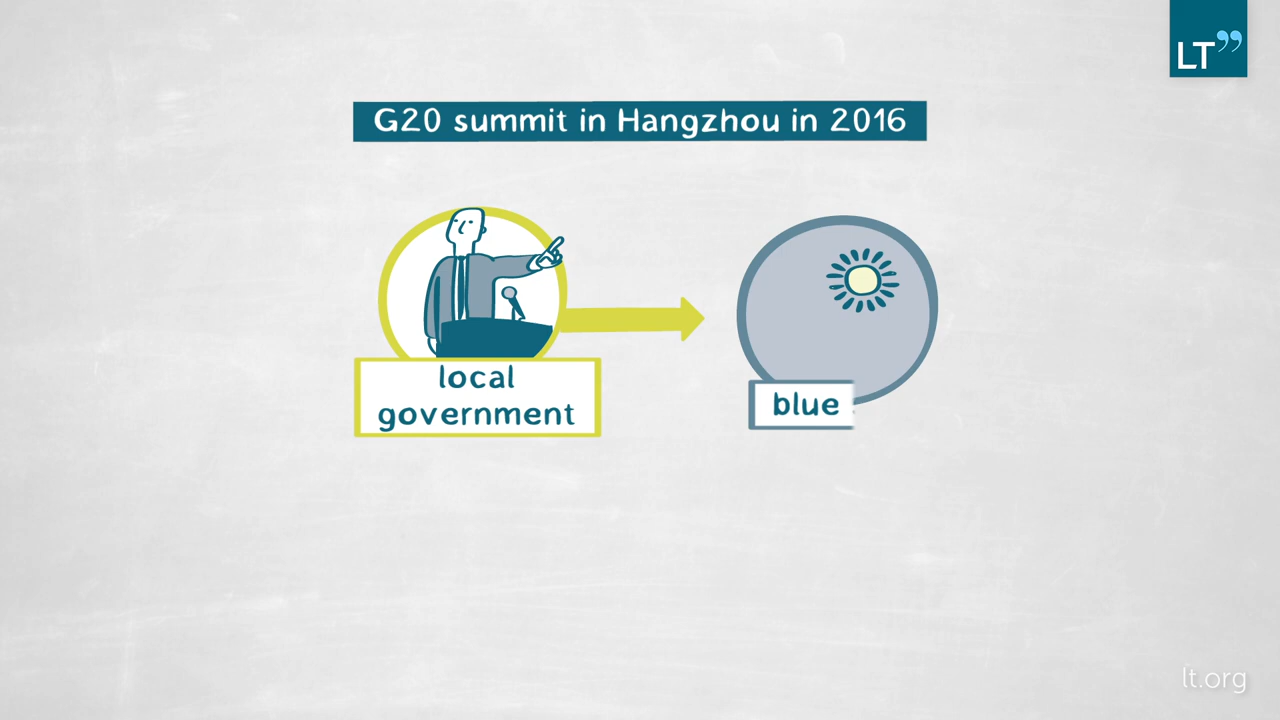 LT”
G20 summit in Hangzhou in 2016
local
government
blue
lt.org